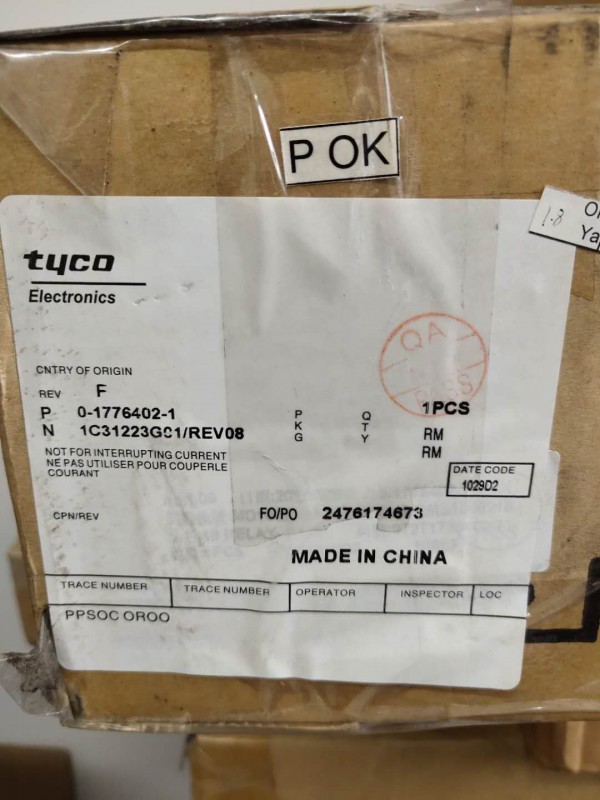 P OK
1.8
tyco
Electronics
QA
CNTRY OF ORIGIN
REV F
P 0-1776402-1
N 1C31223G01/REV08
PKG
QTY
1PCS
RM
RM
NOT FOR INTERRUPTING CURRENT
NE PAS UTILISER POUR COUPERLE
COURANT
DATE CODE
1029D2
CPN/REV
FO/PO 2476174673
MADE IN CHINA
TRACE NUMBER TRACE NUMBER OPERATOR INSPECTOR LOC
PPSOC OROO